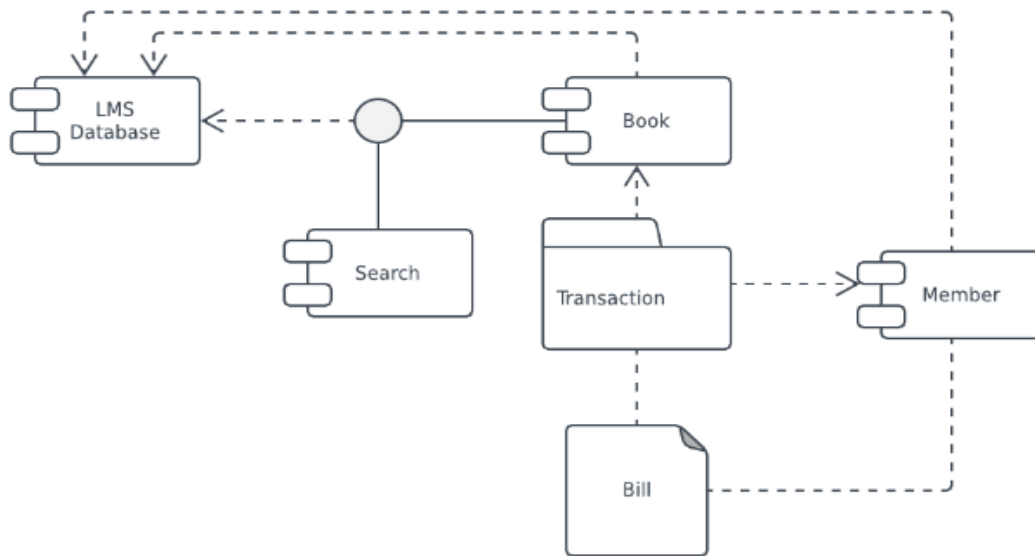 LMS
Database
Book
Search
Transaction
Member
Bill